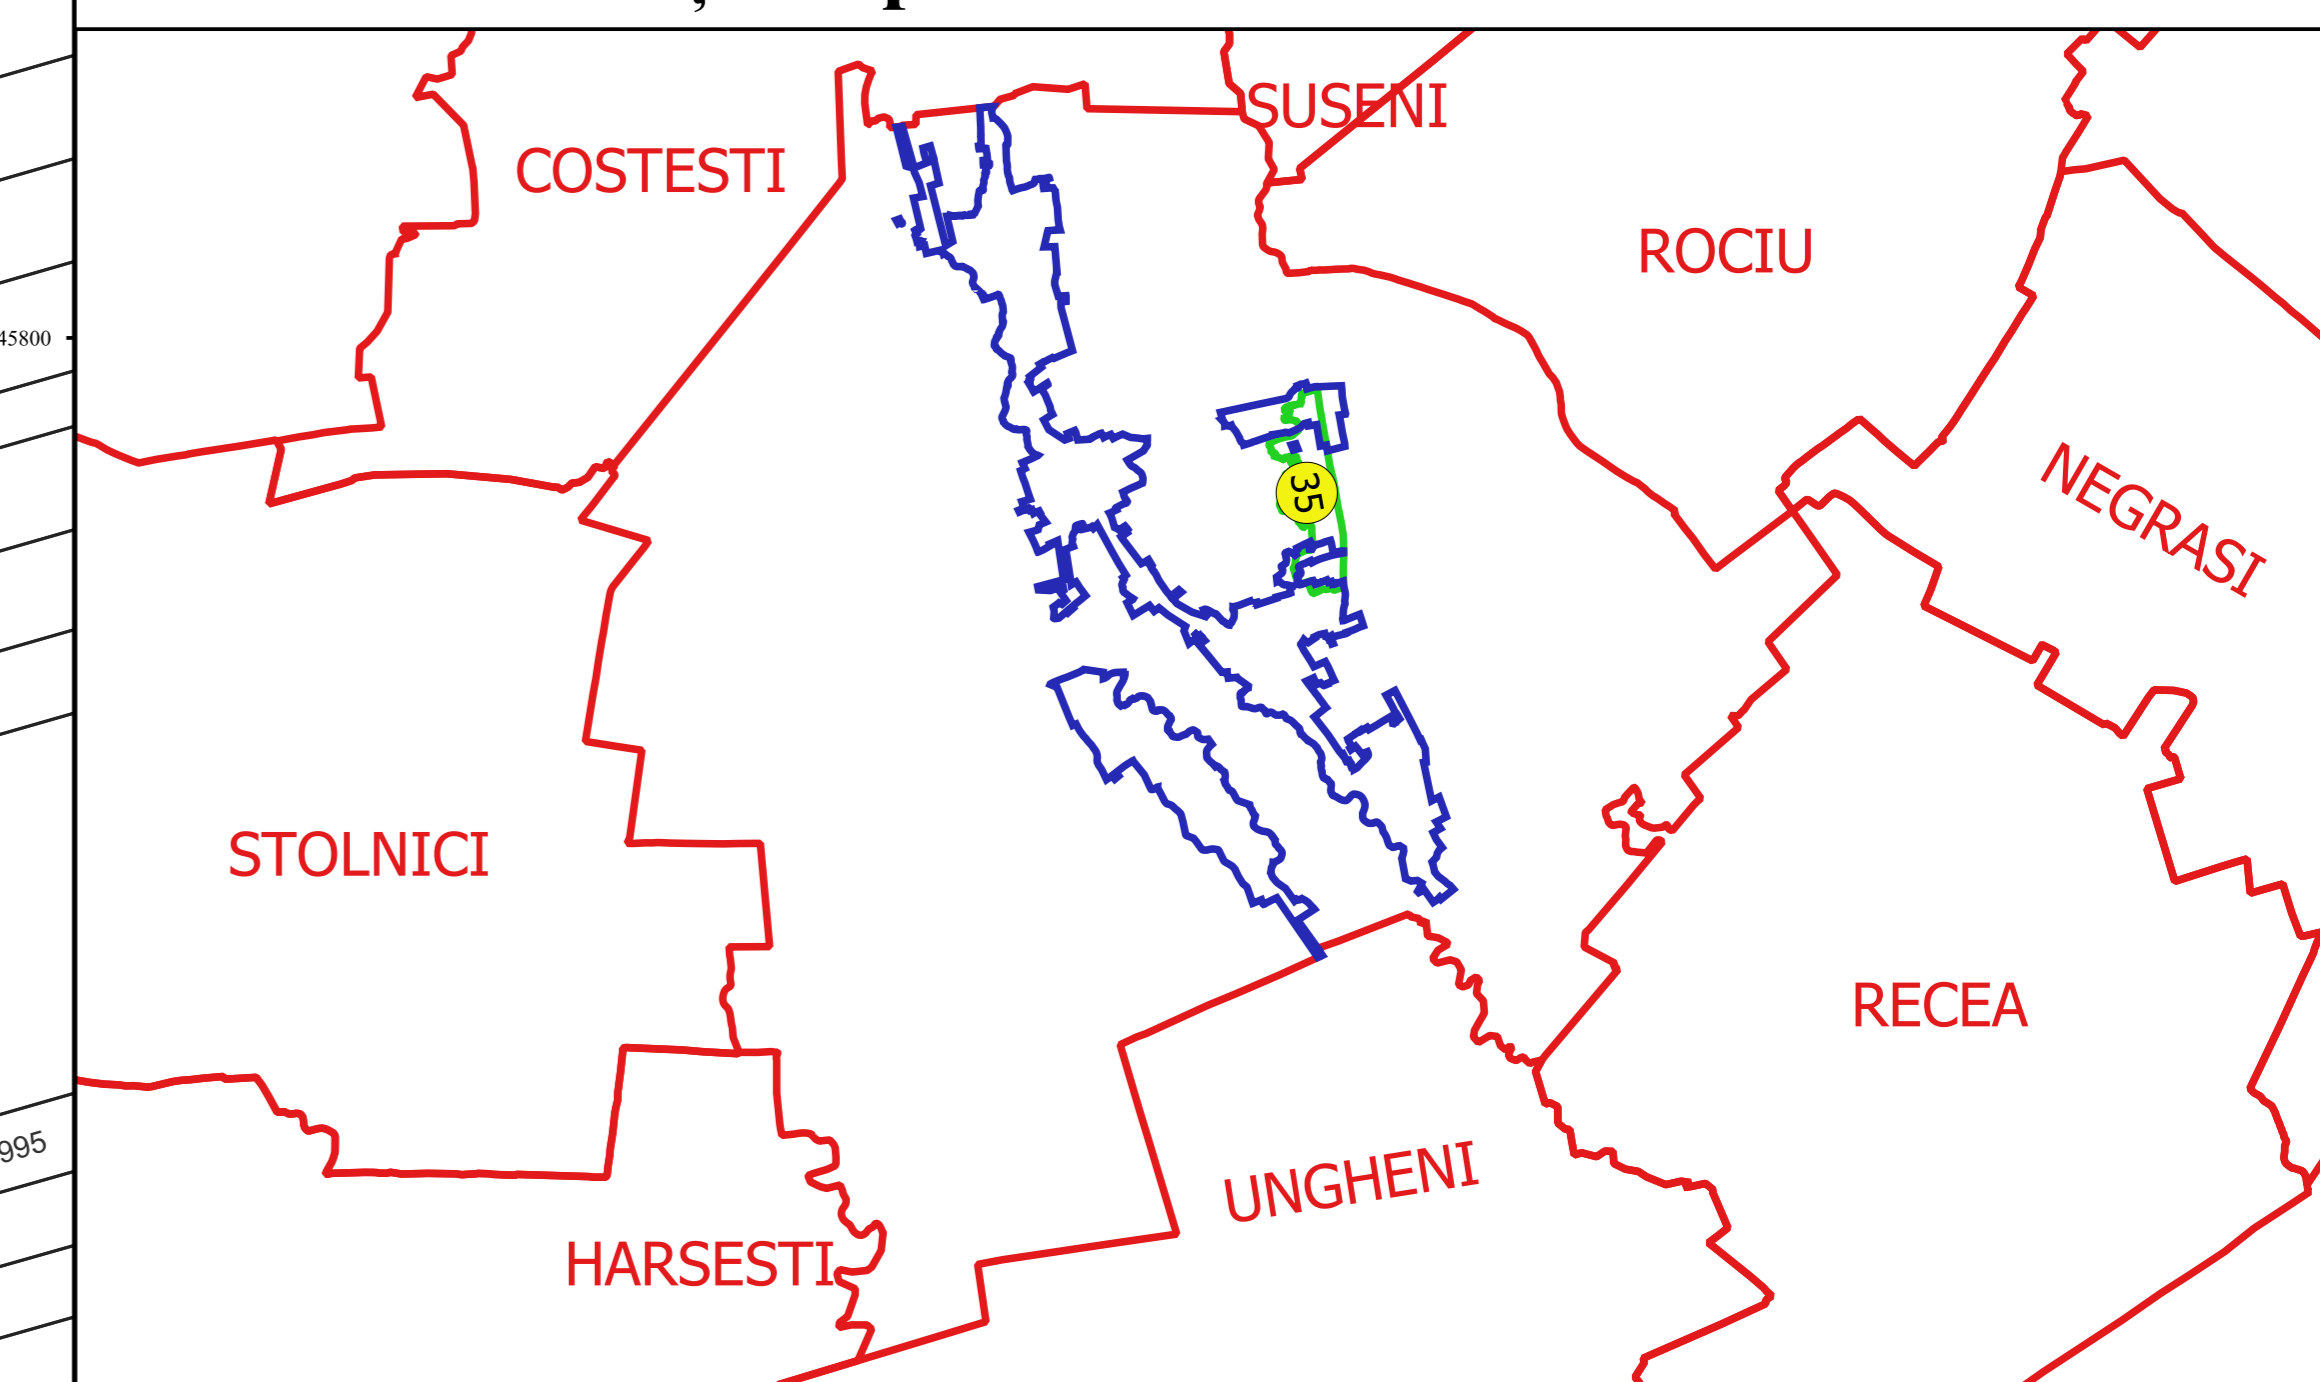 SUSENI
COSTESTI
ROCIU
45800
35
NEGRASI
STOLNICI
RECEA
995
UNGHENI
HARSESTI